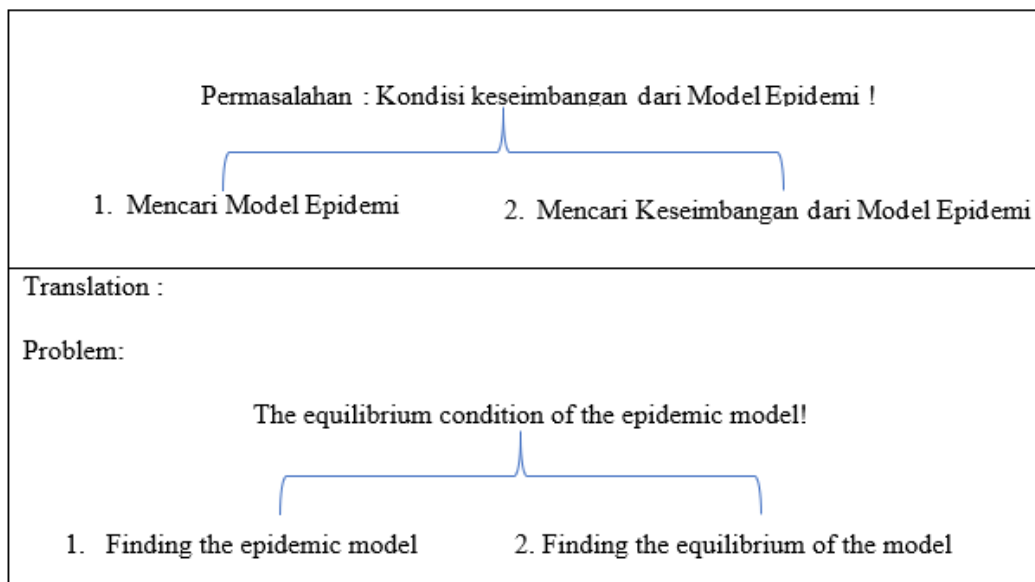 Permasalahan : Kondisi keseimbangan dari Model Epidemi !
1. Mencari Model Epidemi
2. Mencari Keseimbangan dari Model Epidemi
Translation :
Problem:
The equilibrium condition of the epidemic model!
1. Finding the epidemic model
2. Finding the equilibrium of the model